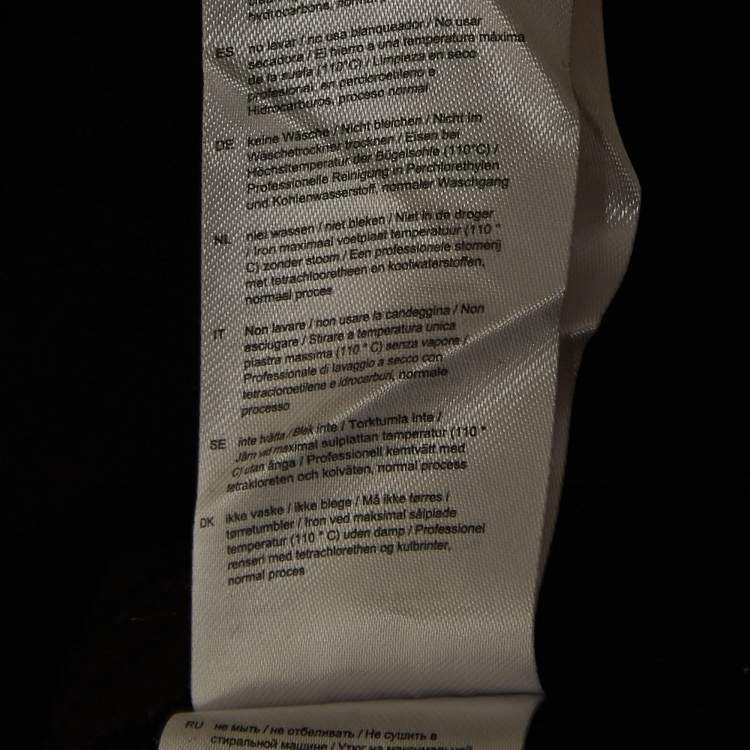 hydrocarbons, normal
ES no lavar / no usa blanqueador / No usar
secadora / El hierro a una temperatura máxima
de la suela (110°C) / Limpieza en seco
profesional, en percloroetileno e
Hidrocarburos, proceso normal
DE keine Wäsche / Nicht bleichen / Nicht im
Wäschetrockner trocknen / Eisen bei
Höchsttemperatur der Bügelsohle (110°C) /
Professionelle Reinigung in Perchlorethylen
und Kohlenwasserstoff, normaler Waschgang
NL niet wassen / niet bleken / Niet in de droger
/ Iron maximaal voetplaat temperatuur (110 °
C) zonder stoom / Een professionele stomerij
met tetrachlooretheen en koolwaterstoffen,
normael proces
IT Non lavare / non usare la candeggina / Non
asciugare / Stirare a temperatura unica
piastra massima (110 ° C) senza vapore /
Professionale di lavaggio a secco con
tetracloroetilene e idrocarburi, normale
processo
SE inte tvätta / Blek inte / Torktumla inte /
Järn vid maximal sulplattan temperatur (110 °
C) utan ånga / Professionell kemtvätt med
tetrakloreten och kolväten, normal process
DK ikke vaske / ikke blege / Må ikke tørres i
tørretumbler / Iron ved maksimal sålplade
temperatur (110 ° C) uden damp / Professionel
renseri med tetrachlorethen og kulbrinter,
normal proces
RU не мыть / не отбеливать / Не сушить в
стиральной машине / Утюг на максимальной